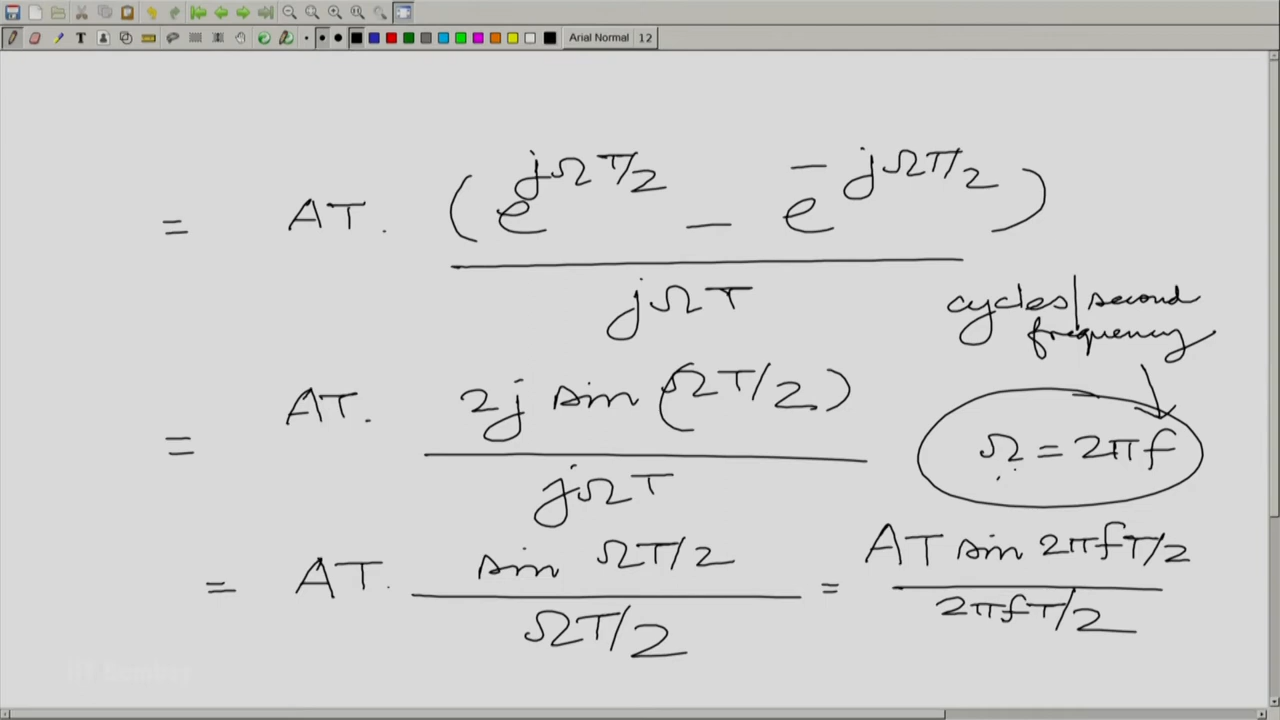 Arial Normal 12
= AT. (e^{jΩT/2} - e^{-jΩT/2}) / jΩT
cycles/second
frequency
= AT. 2j sin(ΩT/2) / jΩT
Ω = 2πf
= AT. sin ΩT/2 / ΩT/2 = AT sin 2πfT/2 / 2πfT/2